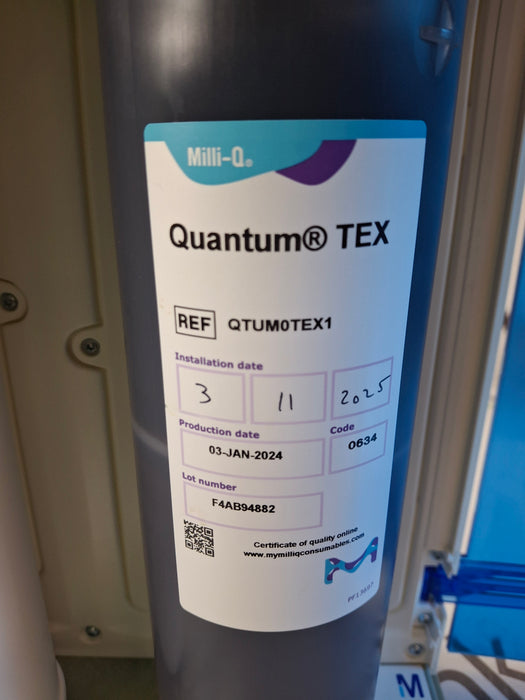 Milli-Q®
Quantum® TEX
REF QTUM0TEX1
Installation date
3 11 2025
Production date Code
03-JAN-2024 0634
Lot number
F4AB94882
Certificate of quality online
www.mymilliqconsumables.com
M
PF13697
M